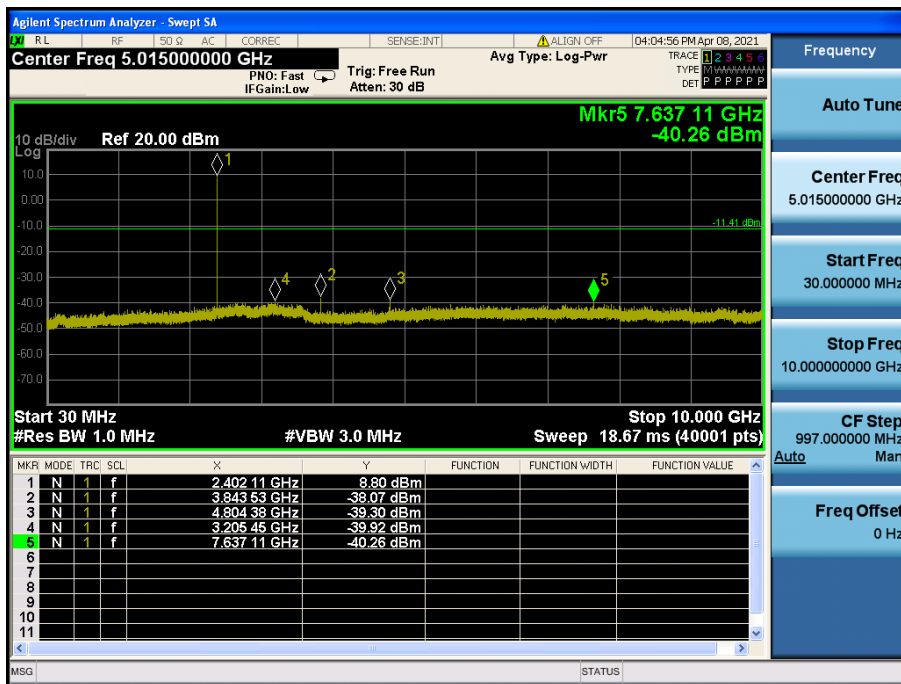 Agilent Spectrum Analyzer - Swept SA
LXI RL RF 50 Ω AC CORREC SENSE:INT ALIGN OFF 04:04:56 PM Apr 08, 2021
Center Freq 5.015000000 GHz
PNO: Fast
IFGain:Low
Trig: Free Run
Atten: 30 dB
Avg Type: Log-Pwr
TRACE 1 2 3 4 5 6
TYPE M W W W W W
DET P P P P P P
Mkr5 7.637 11 GHz
-40.26 dBm
10 dB/div Ref 20.00 dBm
Log
10.0
0.00
-10.0
-20.0
-30.0
-40.0
-50.0
-60.0
-70.0
-11.41 dBm
1
4
2
3
5
Start 30 MHz Stop 10.000 GHz
#Res BW 1.0 MHz #VBW 3.0 MHz Sweep 18.67 ms (40001 pts)
MKR MODE TRC SCL X Y FUNCTION FUNCTION WIDTH FUNCTION VALUE
1 N 1 f 2.402 11 GHz 8.80 dBm
2 N 1 f 3.843 53 GHz -38.07 dBm
3 N 1 f 4.804 38 GHz -39.30 dBm
4 N 1 f 3.205 45 GHz -39.92 dBm
5 N 1 f 7.637 11 GHz -40.26 dBm
6
7
8
9
10
11
MSG STATUS
Frequency
Auto Tune
Center Freq
5.015000000 GHz
Start Freq
30.000000 MHz
Stop Freq
10.000000000 GHz
CF Step
997.000000 MHz
Auto Man
Freq Offset
0 Hz